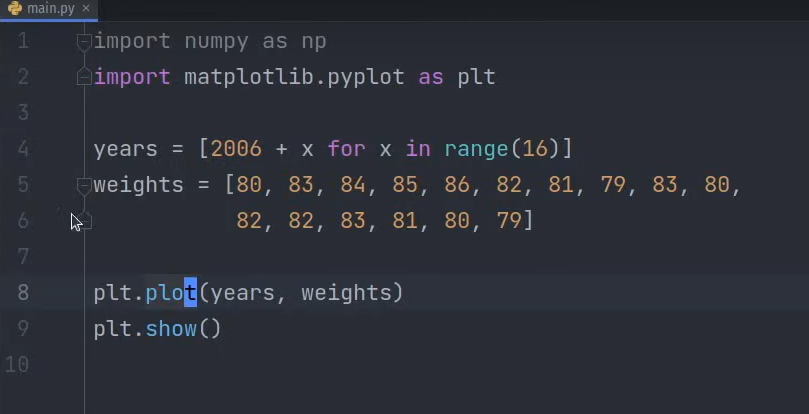 main.py ×
1 import numpy as np
2 import matplotlib.pyplot as plt
3
4 years = [2006 + x for x in range(16)]
5 weights = [80, 83, 84, 85, 86, 82, 81, 79, 83, 80,
6 82, 82, 83, 81, 80, 79]
7
8 plt.plot(years, weights)
9 plt.show()
10